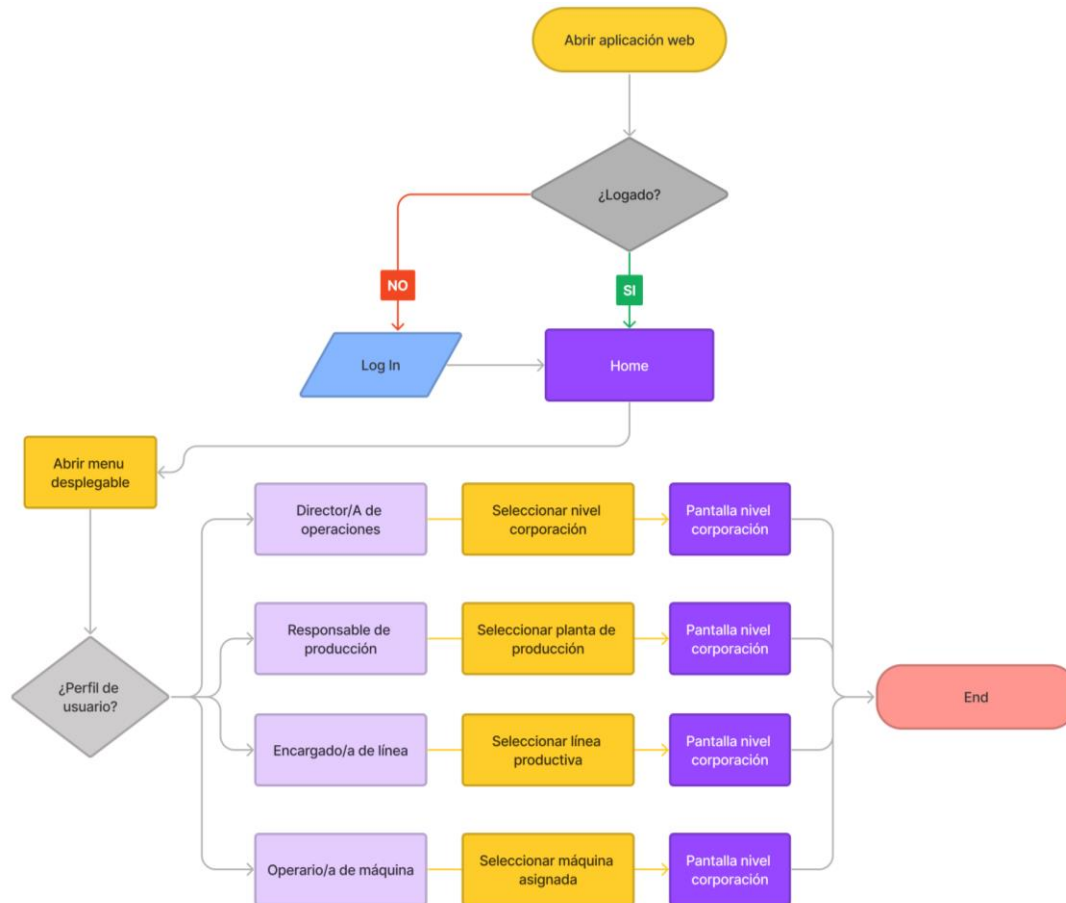 Abrir aplicación web
¿Logado?
NO
SI
Log In
Home
Abrir menu
desplegable
Director/A de
operaciones
Seleccionar nivel
corporación
Pantalla nivel
corporación
Responsable de
producción
Seleccionar planta de
producción
Pantalla nivel
corporación
¿Perfil de
usuario?
End
Encargado/a de línea
Seleccionar línea
productiva
Pantalla nivel
corporación
Operario/a de máquina
Seleccionar máquina
asignada
Pantalla nivel
corporación